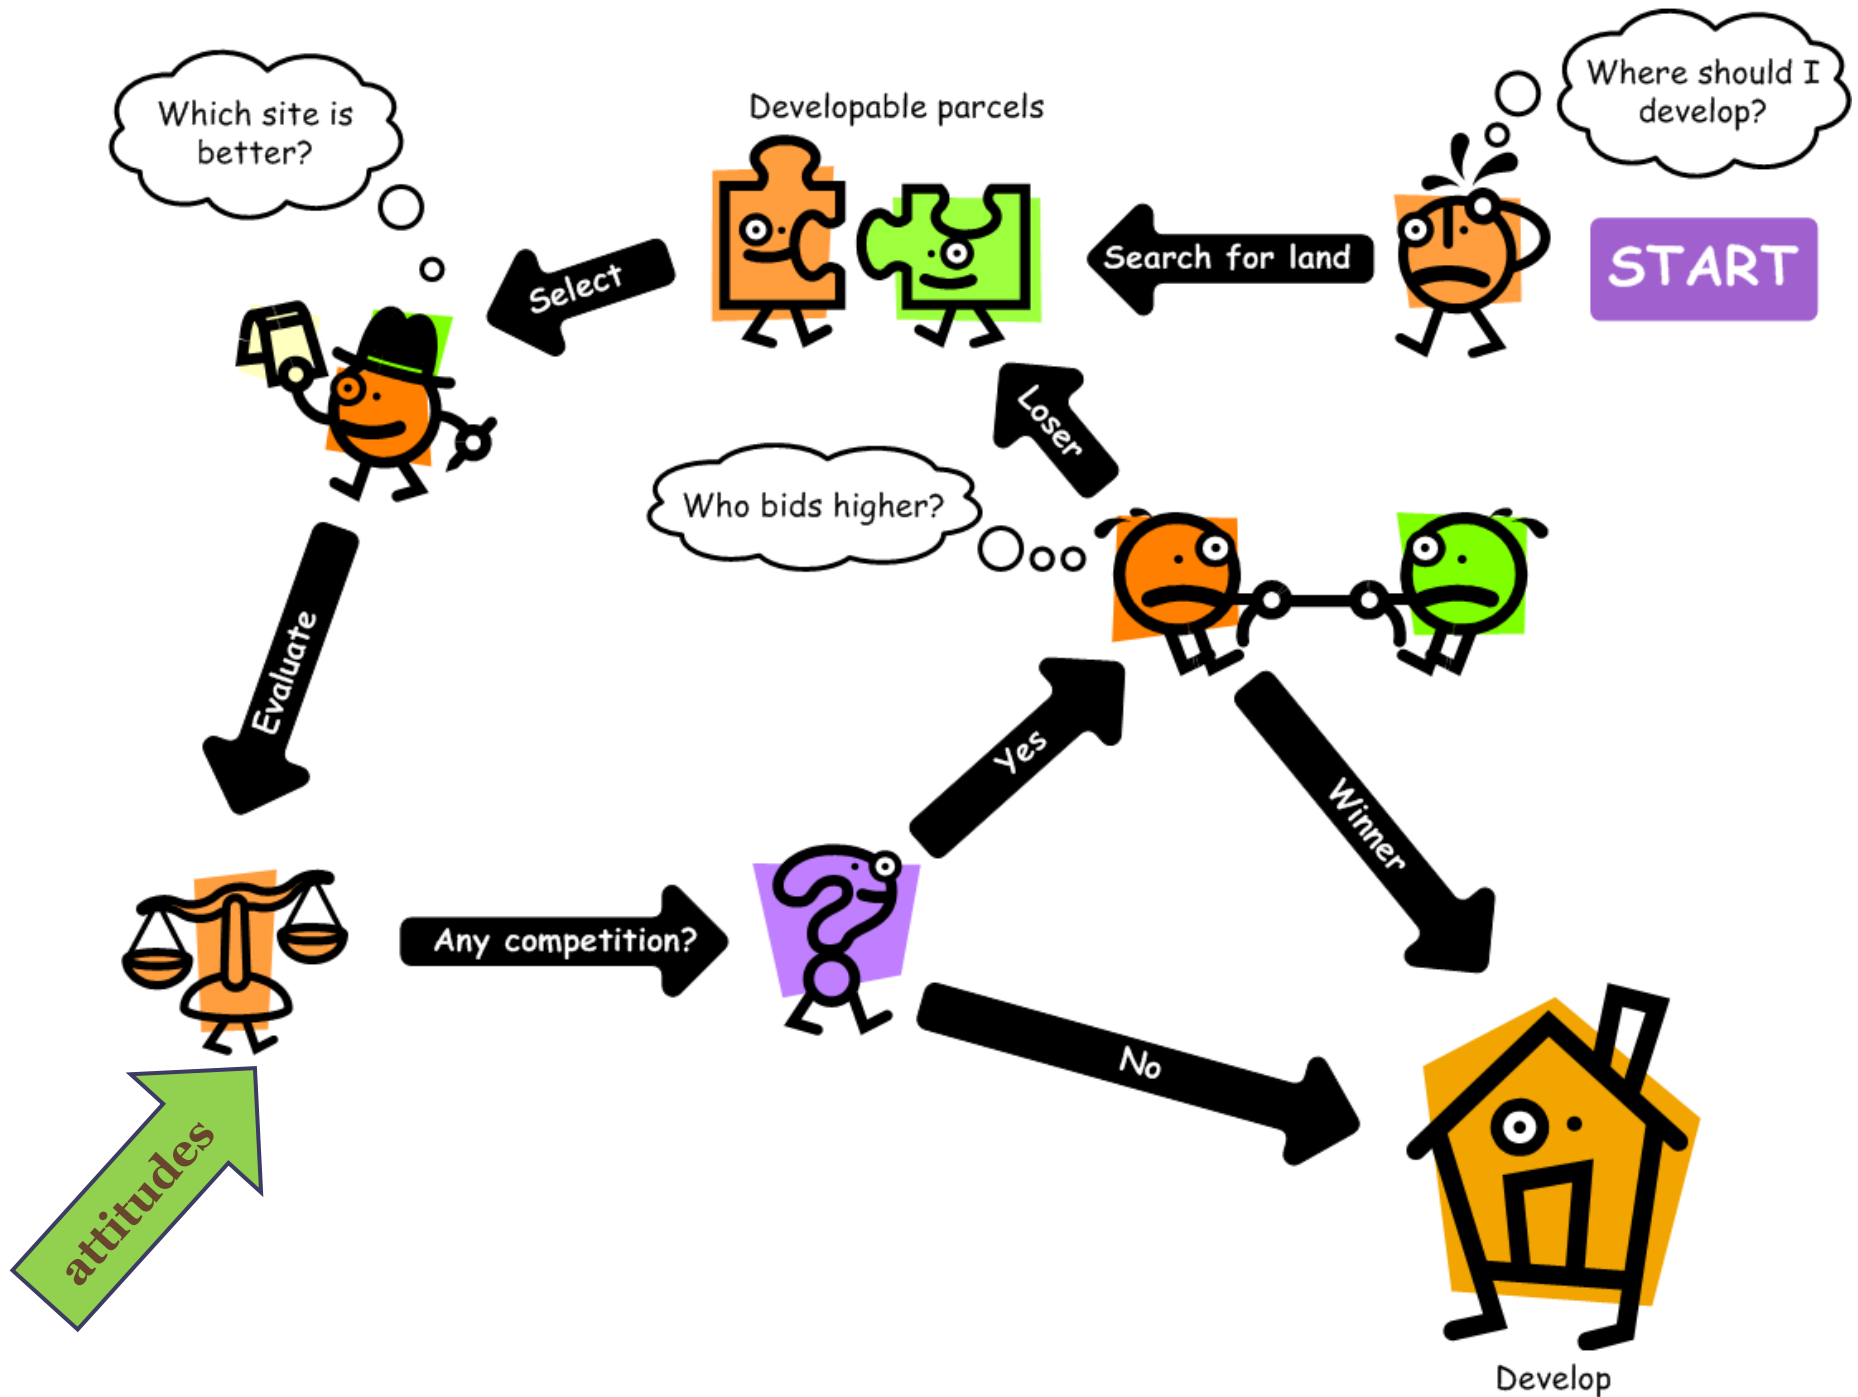 Where should I
develop?
START
Search for land
Developable parcels
Select
Which site is
better?
Evaluate
attitudes
Any competition?
Yes
No
Who bids higher?
Loser
Winner
Develop